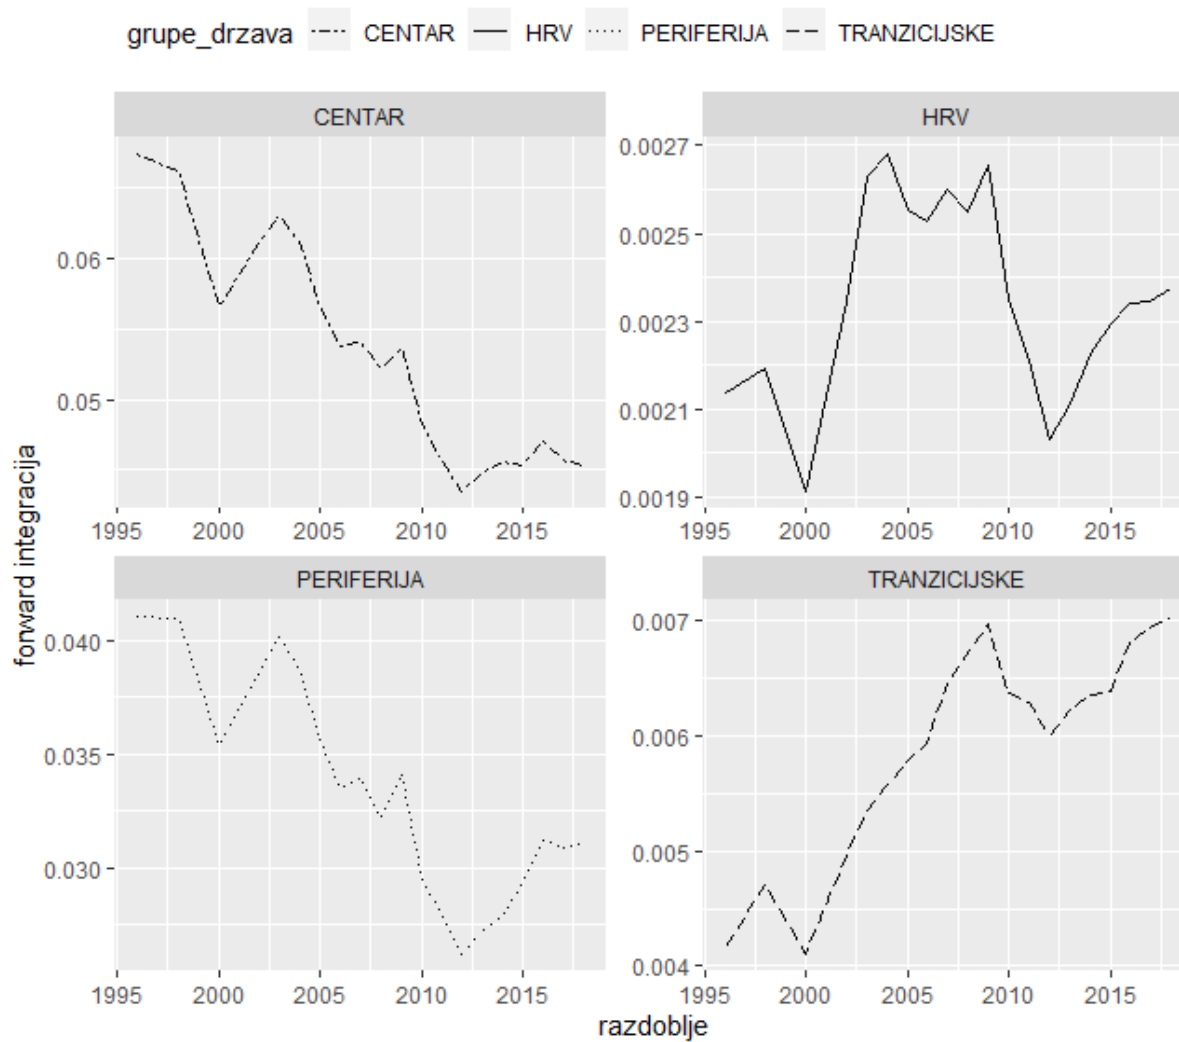 grupe_drzava CENTAR HRV PERIFERIJA TRANZICIJSKE
CENTAR
0.06
0.05
1995 2000 2005 2010 2015
HRV
0.0027
0.0025
0.0023
0.0021
0.0019
1995 2000 2005 2010 2015
PERIFERIJA
0.040
0.035
0.030
1995 2000 2005 2010 2015
TRANZICIJSKE
0.007
0.006
0.005
0.004
1995 2000 2005 2010 2015
forward integracija
razdoblje